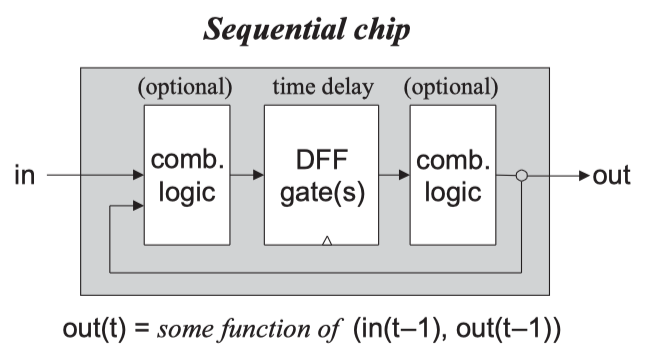 Sequential chip
(optional) time delay (optional)
in
comb. logic
DFF gate(s)
comb. logic
out
out(t) = some function of (in(t–1), out(t–1))